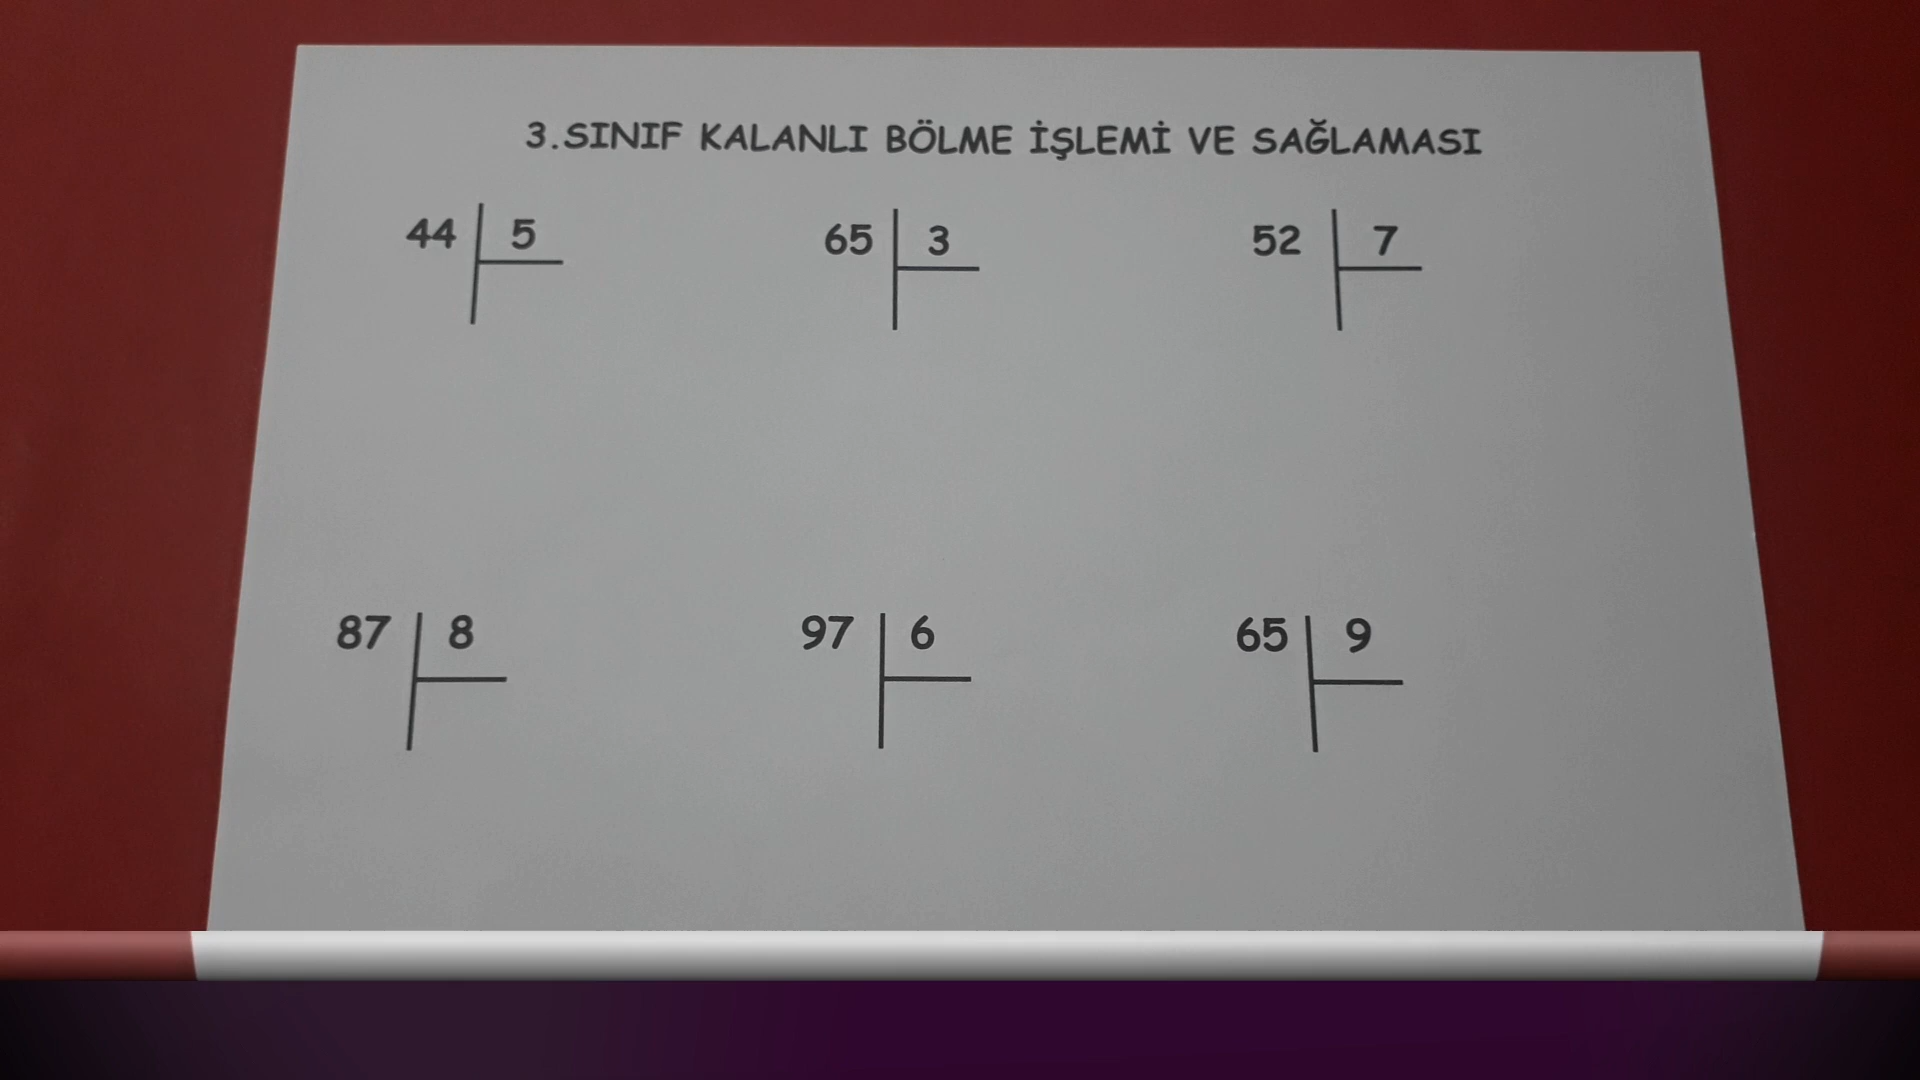 3.SINIF KALANLI BÖLME İŞLEMİ VE SAĞLAMASI
44 5 65 3 52 7
87 8 97 6 65 9